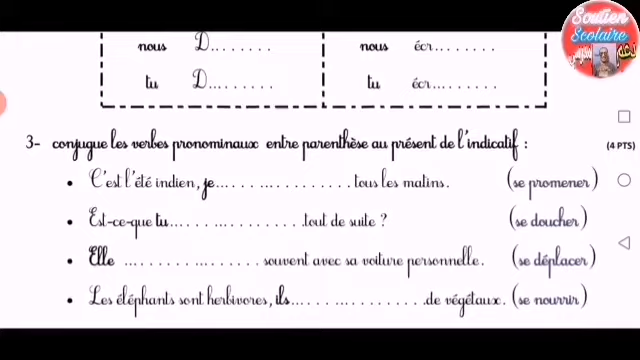 Soutien
Scolaire
nous D....... nous écr.......
tu D....... tu écr.......
3- conjugue les verbes pronominaux entre parenthèse au présent de l'indicatif : (4 PTS)
• C'est l'été indien, je................tous les matins. (se promener)
• Est-ce-que tu................tout de suite ? (se doucher)
• Elle ................ souvent avec sa voiture personnelle. (se déplacer)
• Les éléphants sont herbivores, ils................de végétaux. (se nourrir)